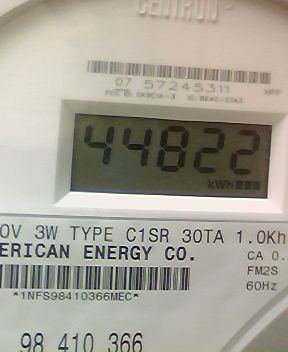 CENTRON
07 57245311
HPP
44822
kWh
0V 3W TYPE C1SR 30TA 1.0Kh
ERICAN ENERGY CO.
CA 0.
FM2S
*1NFS98410366MEC*
60Hz
98 410 366